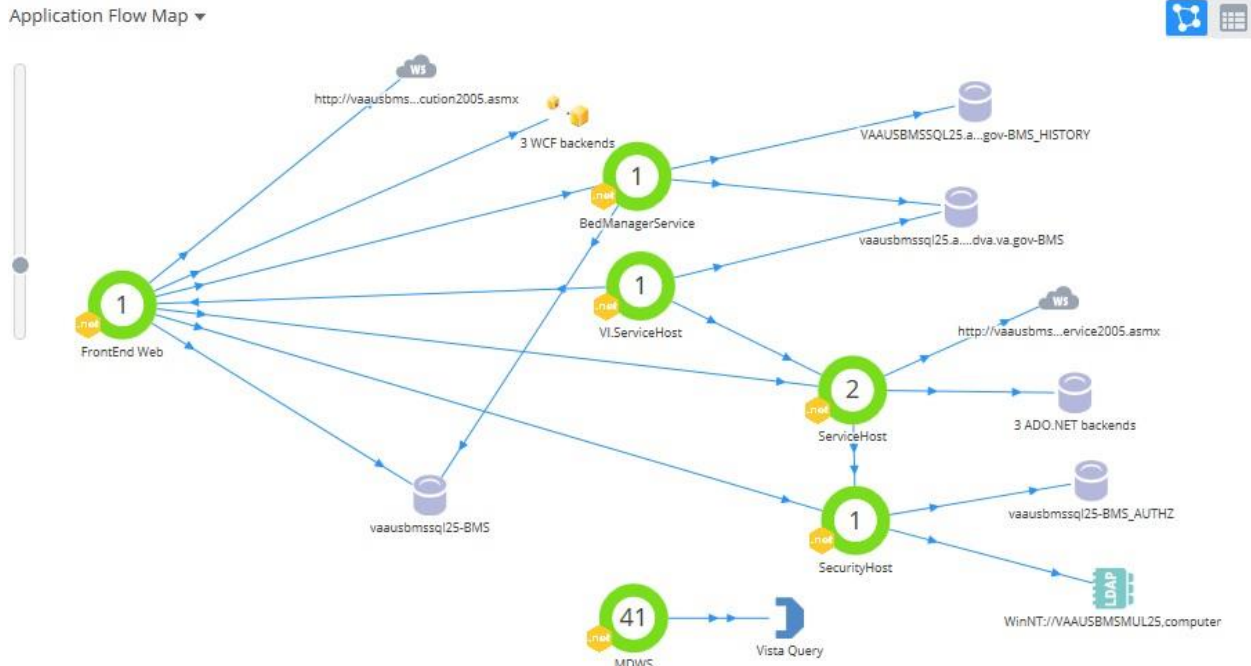 Application Flow Map
WS
http://vaausbms...cution2005.asmx
3 WCF backends
VAAUSBMSSQL25.a...gov-BMS_HISTORY
1
.net
BedManagerService
vaausbmssql25.a....dva.va.gov-BMS
1
.net
FrontEnd Web
1
.net
VI.ServiceHost
WS
http://vaausbms...ervice2005.asmx
2
.net
ServiceHost
3 ADO.NET backends
vaausbmssql25-BMS
1
.net
SecurityHost
vaausbmssql25-BMS_AUTHZ
LDAP
WinNT://VAAUSBMSMUL25,computer
41
.net
MDWS
Vista Query